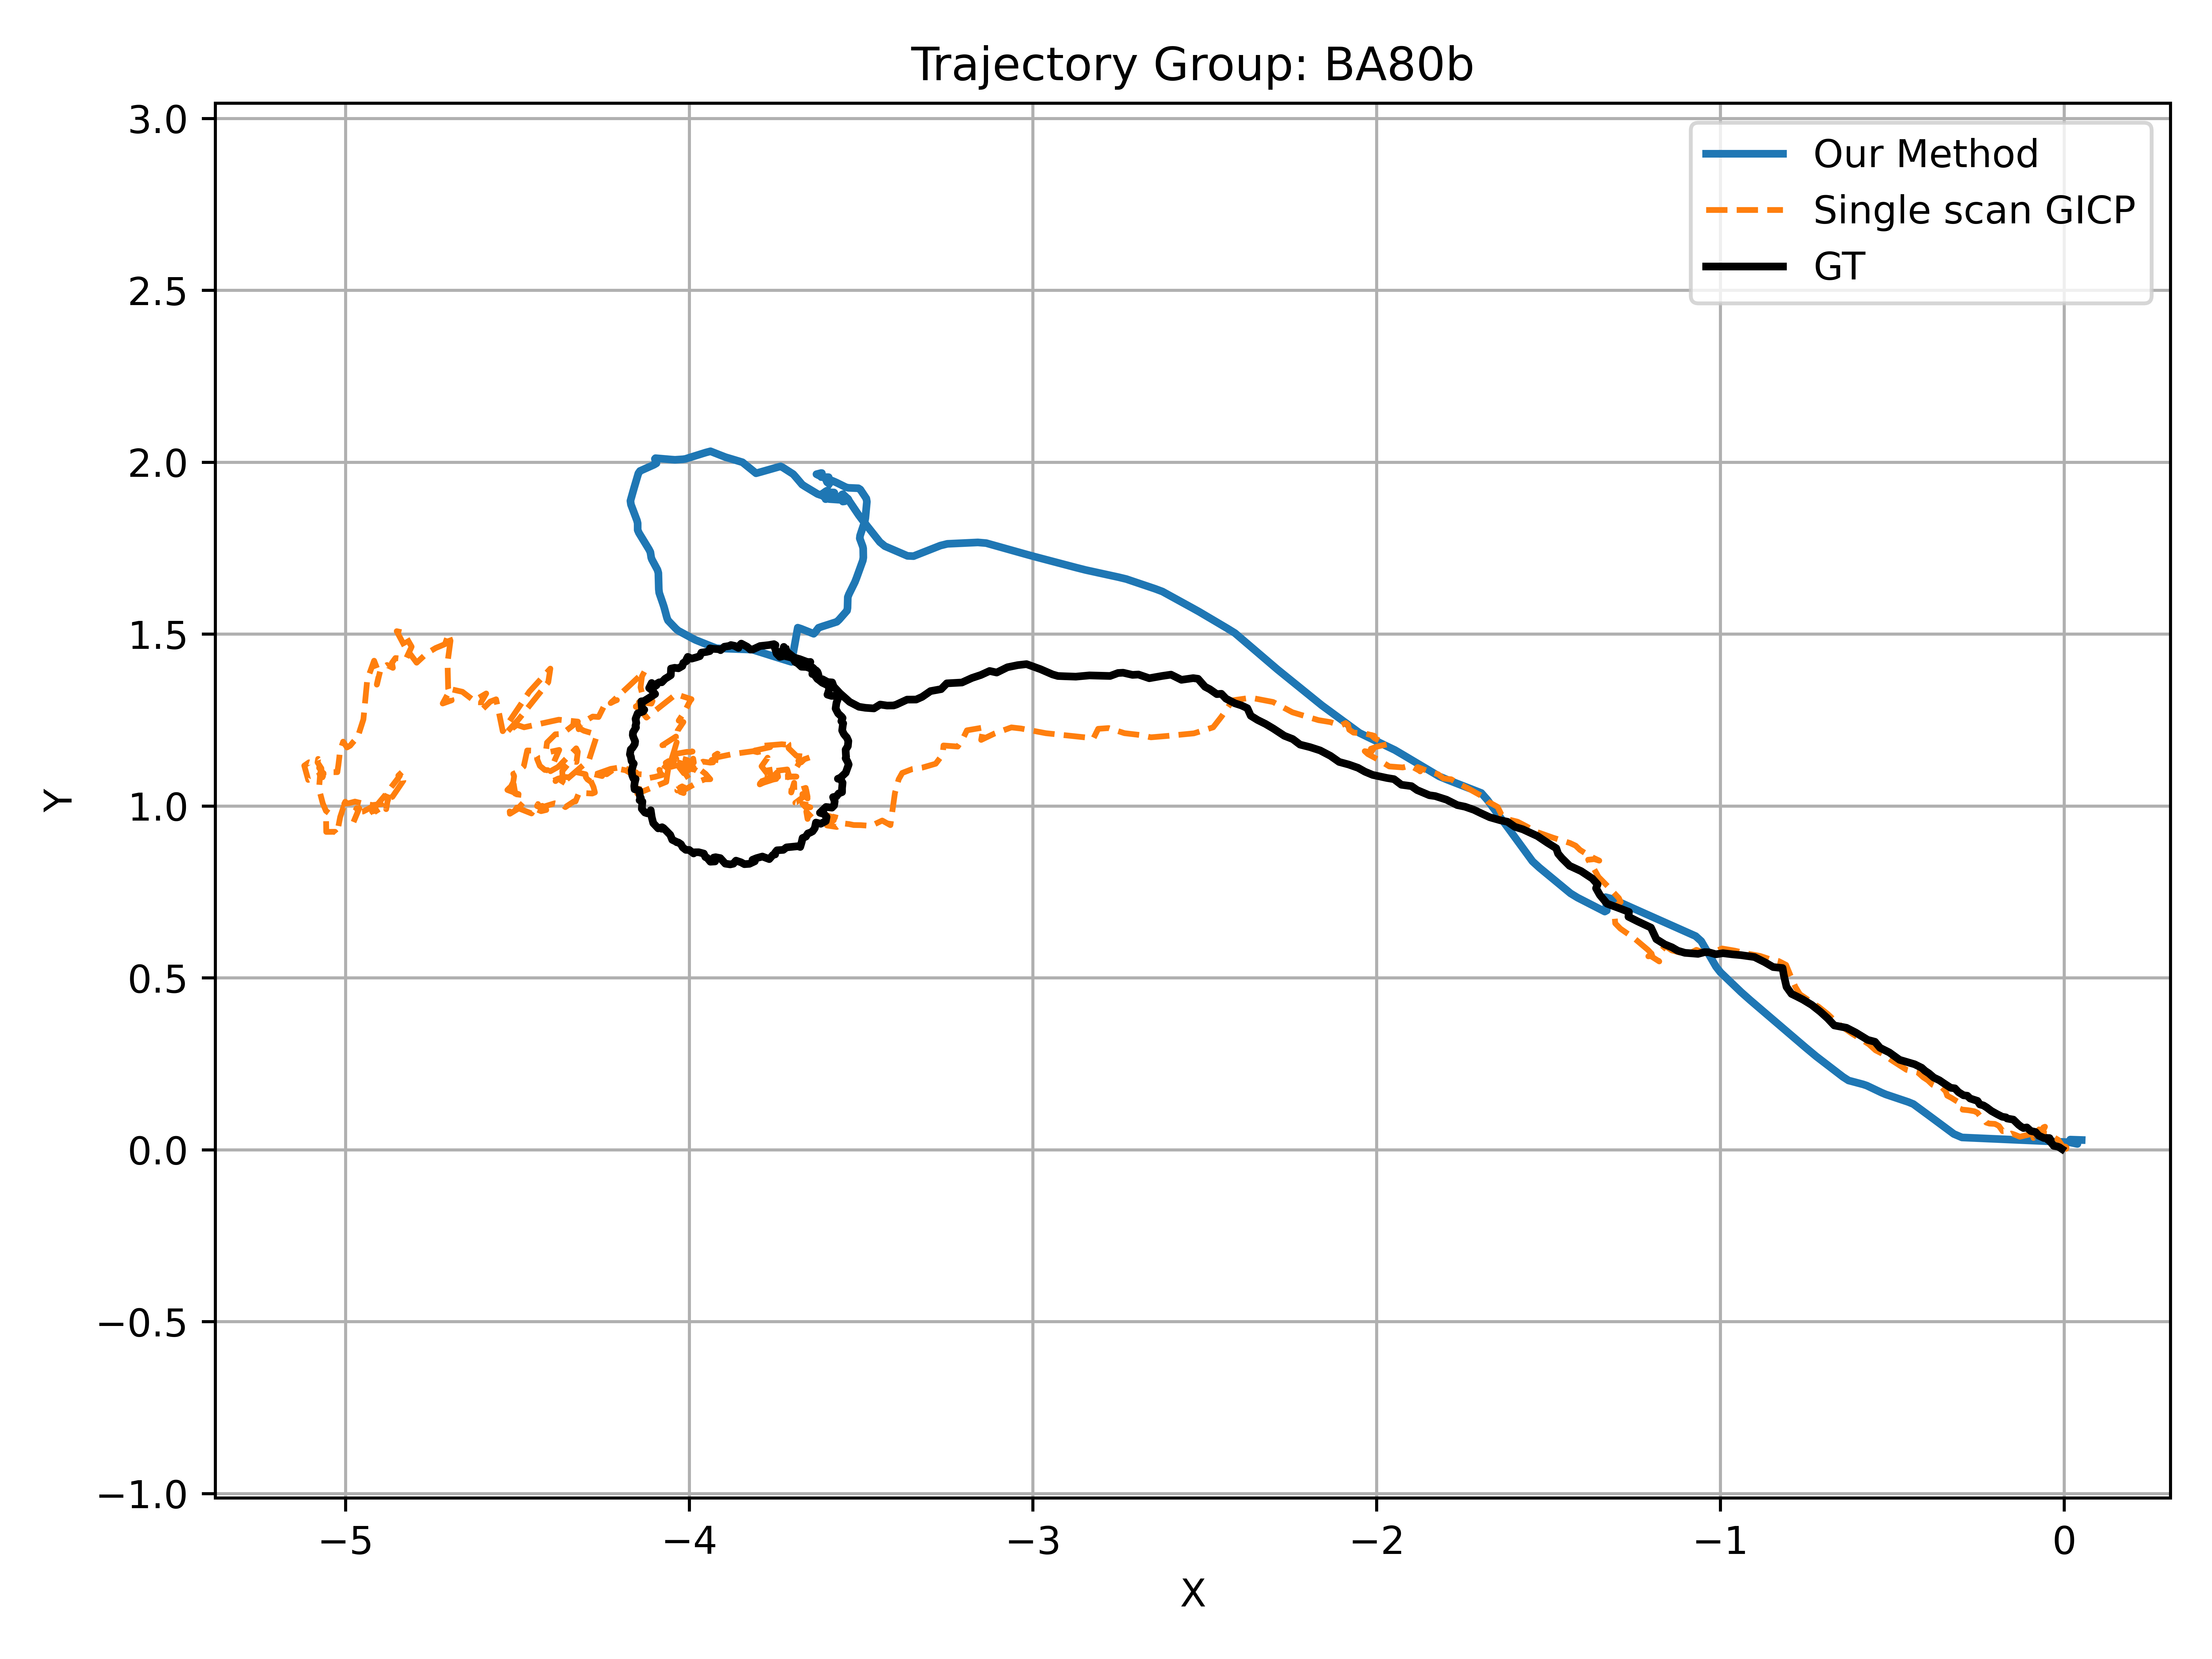 Trajectory Group: BA80b
Our Method
Single scan GICP
GT
3.0
2.5
2.0
1.5
1.0
0.5
0.0
−0.5
−1.0
Y
−5 −4 −3 −2 −1 0
X